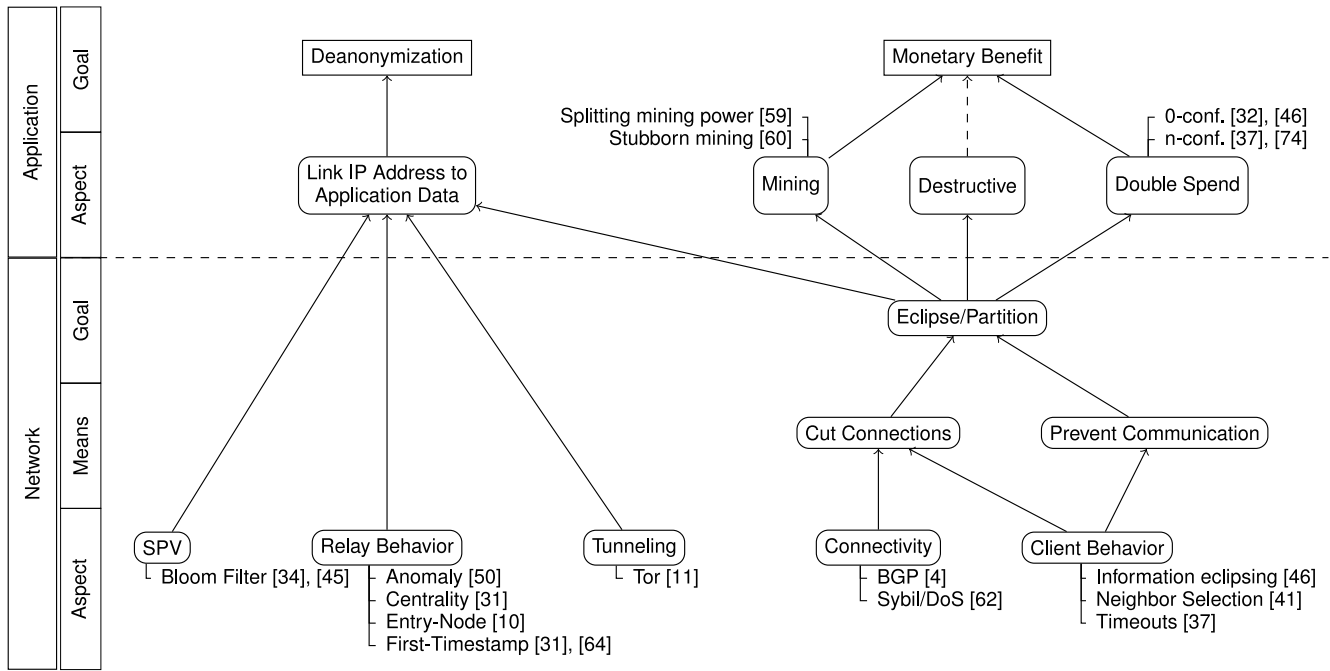 Application
Goal
Deanonymization
Monetary Benefit
Splitting mining power [59]
Stubborn mining [60]
0-conf. [32], [46]
n-conf. [37], [74]
Aspect
Link IP Address to
Application Data
Mining
Destructive
Double Spend
Network
Goal
Eclipse/Partition
Means
Cut Connections
Prevent Communication
Aspect
SPV
Bloom Filter [34], [45]
Relay Behavior
Anomaly [50]
Centrality [31]
Entry-Node [10]
First-Timestamp [31], [64]
Tunneling
Tor [11]
Connectivity
BGP [4]
Sybil/DoS [62]
Client Behavior
Information eclipsing [46]
Neighbor Selection [41]
Timeouts [37]